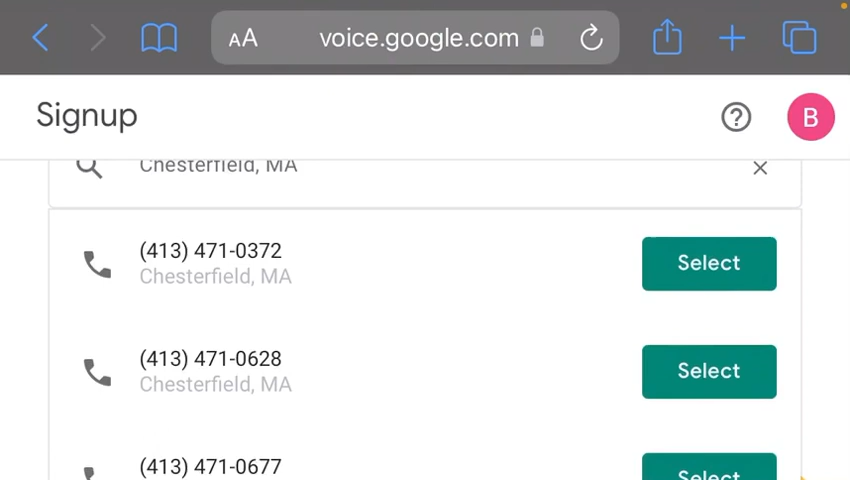 AA voice.google.com
Signup
B
Chesterfield, MA
(413) 471-0372
Chesterfield, MA
Select
(413) 471-0628
Chesterfield, MA
Select
(413) 471-0677
Select